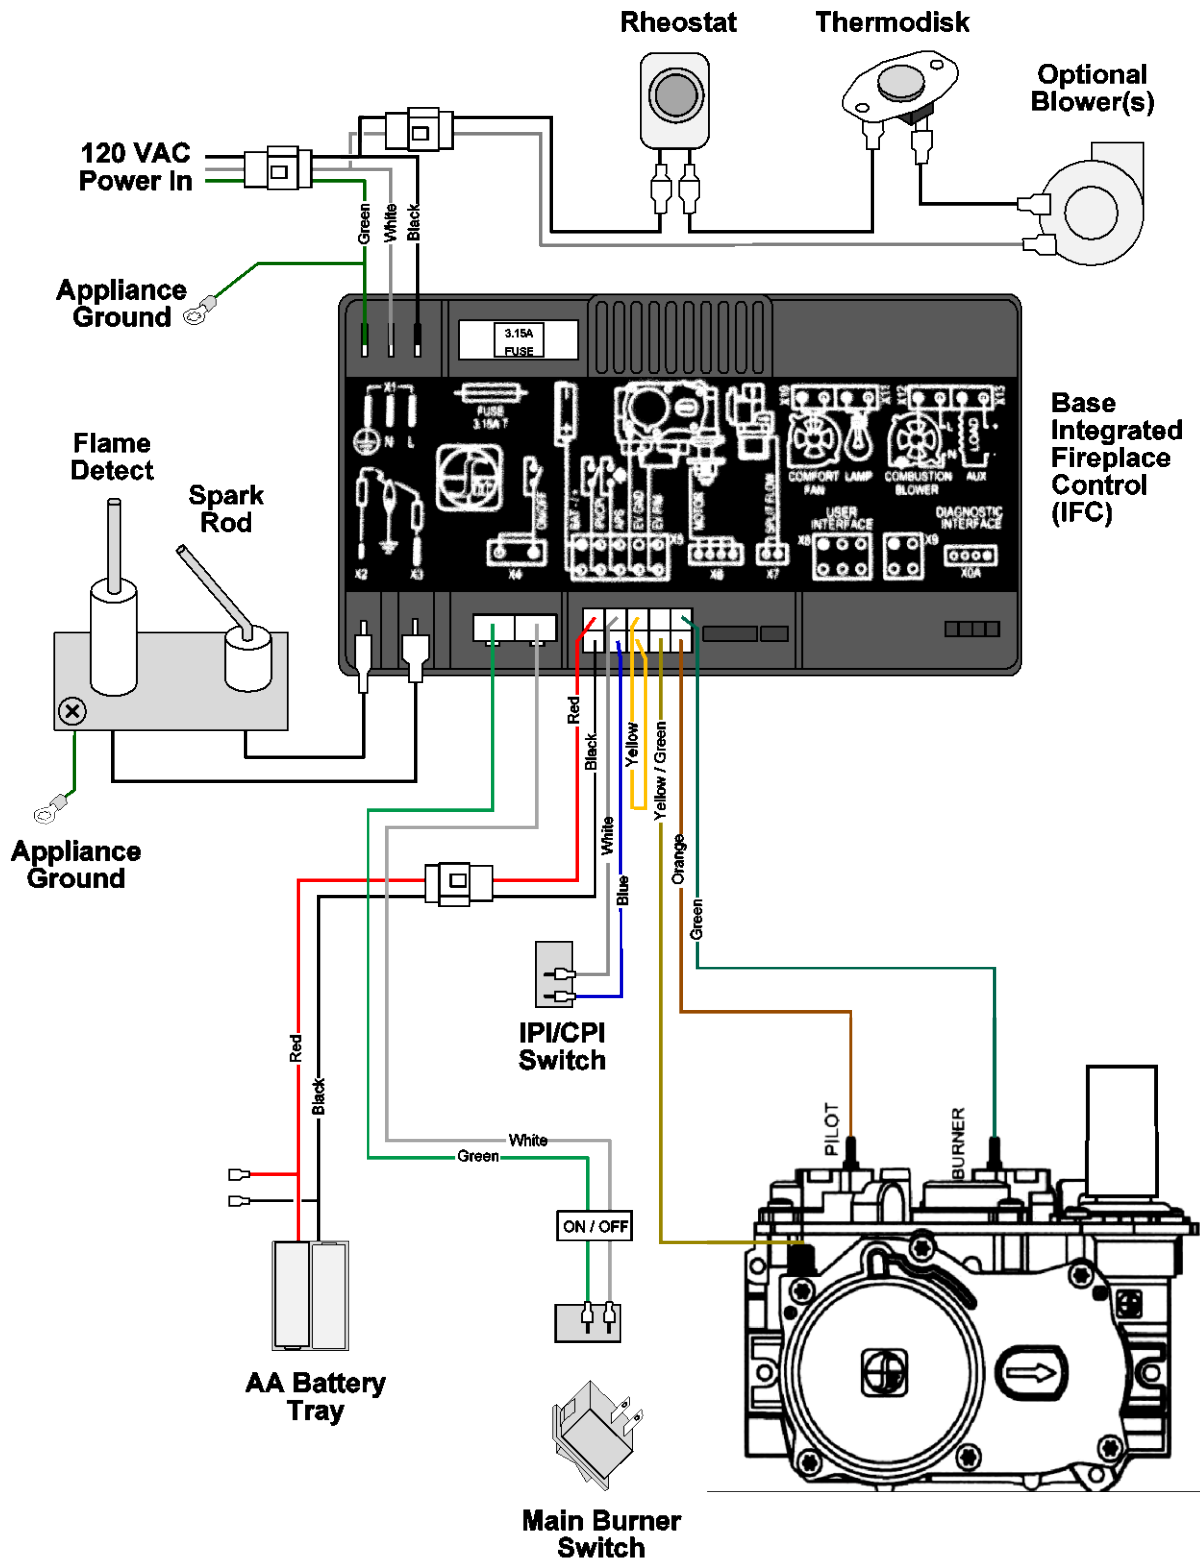 Rheostat
Thermodisk
Optional
Blower(s)
120 VAC
Power In
Green
White
Black
Appliance
Ground
3.15A
FUSE
X1
N
L
FUSE
3.15A T
X10
X11
X12
X13
L
N
LOAD
+
-
COMFORT
FAN
LAMP
COMBUSTION
BLOWER
AUX
ON/OFF
BAT - / +
IPI/CPI
APS
EV GND
EV P/M
MOTOR
SPLIT FLOW
USER
INTERFACE
DIAGNOSTIC
INTERFACE
X2
X3
X4
X5
X6
X7
X8
X9
X0A
Base
Integrated
Fireplace
Control
(IFC)
Flame
Detect
Spark
Rod
Appliance
Ground
Red
Black
White
Blue
Yellow
Yellow / Green
Orange
Green
IPI/CPI
Switch
Red
Black
White
Green
ON / OFF
PILOT
BURNER
AA Battery
Tray
Main Burner
Switch